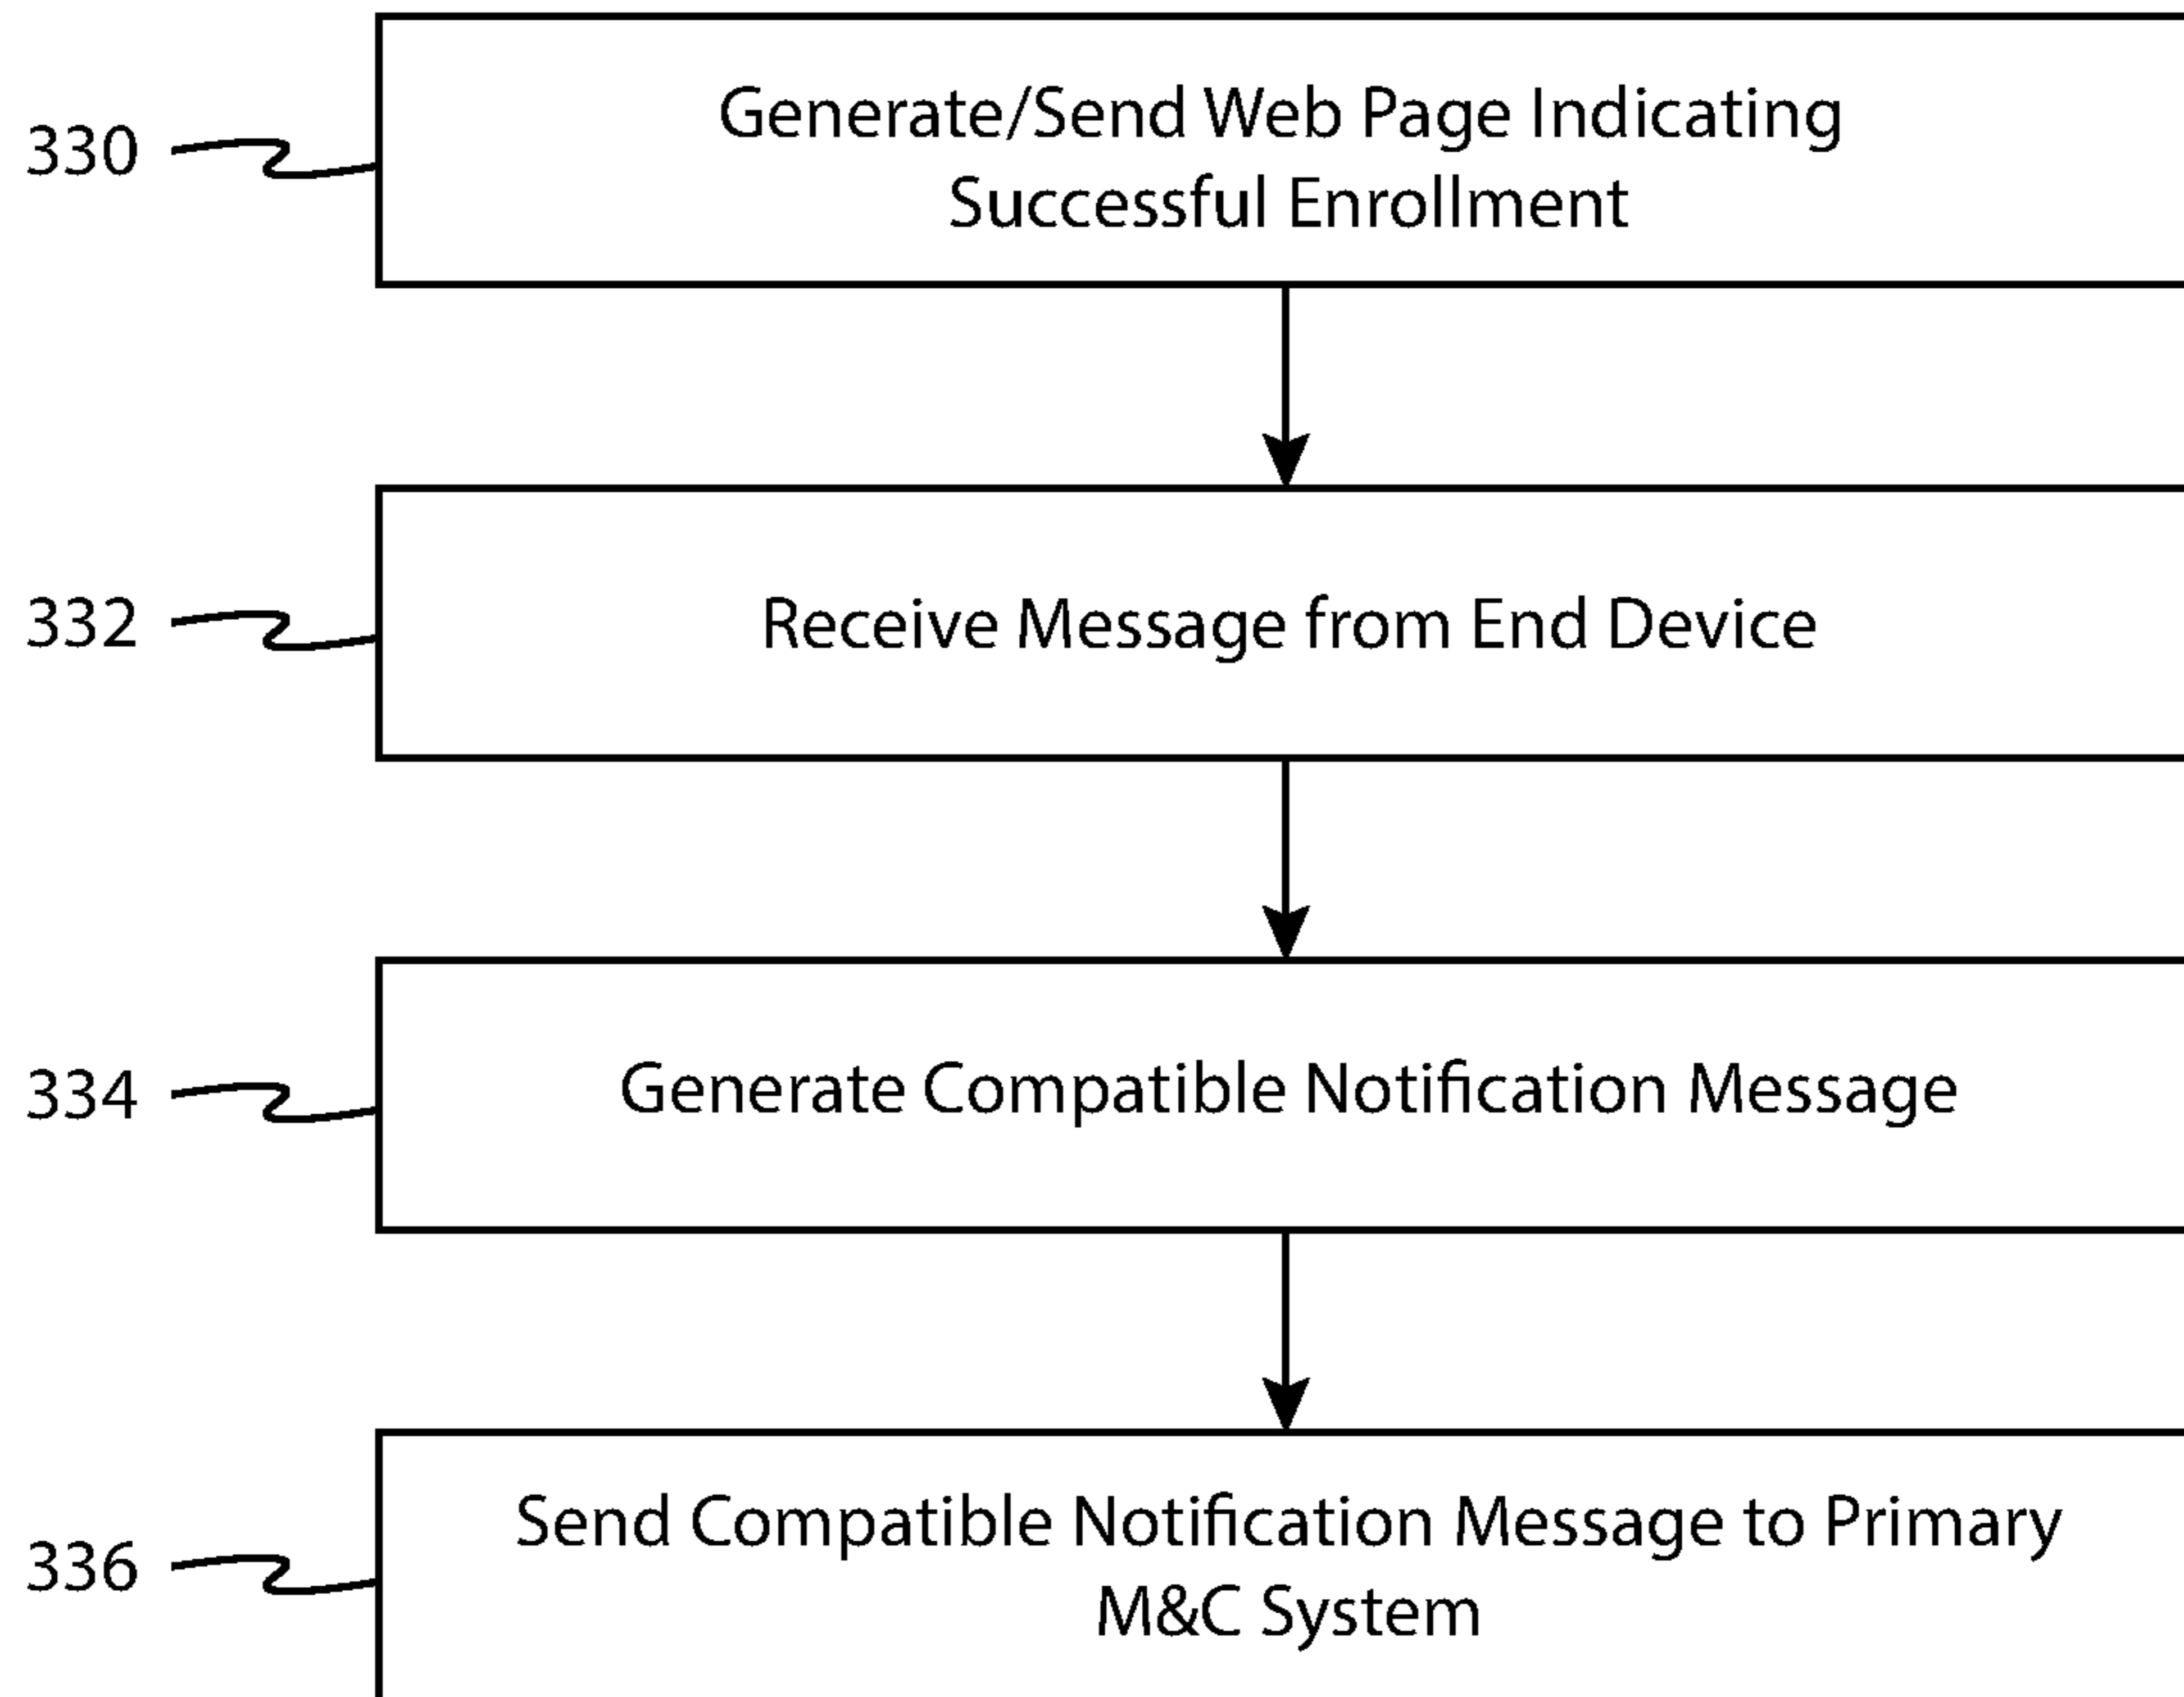 330
Generate/Send Web Page Indicating
Successful Enrollment
332
Receive Message from End Device
334
Generate Compatible Notification Message
336
Send Compatible Notification Message to Primary
M&C System